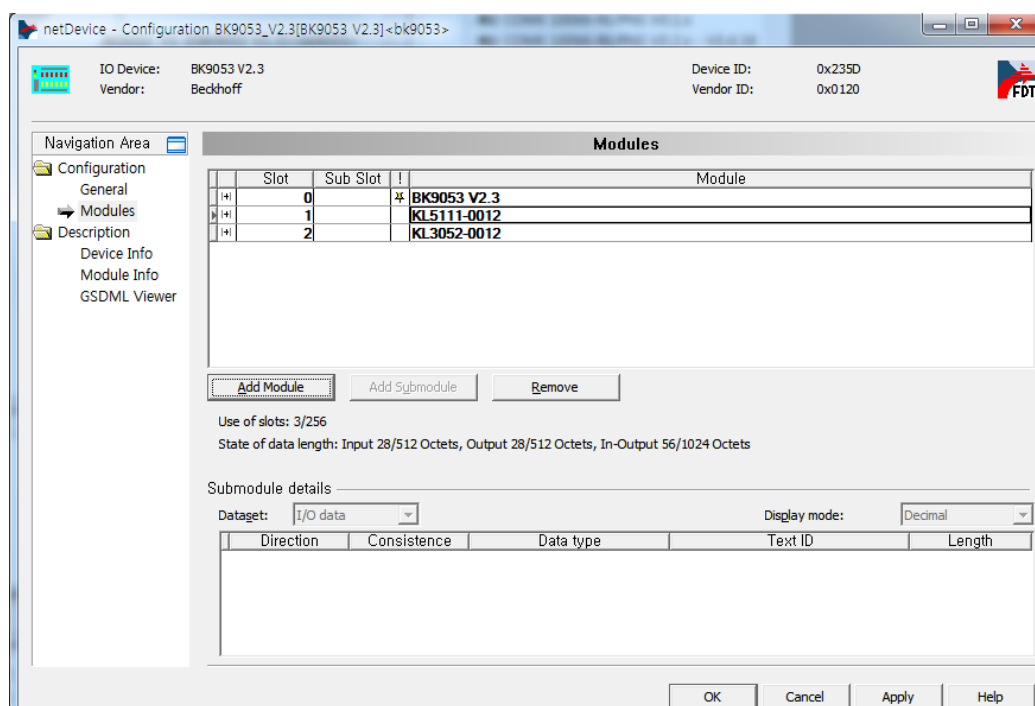 netDevice - Configuration BK9053_V2.3[BK9053 V2.3]<bk9053>
IO Device: BK9053 V2.3 Device ID: 0x235D
Vendor: Beckhoff Vendor ID: 0x0120
FDT
Navigation Area
Configuration
General
Modules
Description
Device Info
Module Info
GSDML Viewer
Modules
Slot Sub Slot ! Module
0 BK9053 V2.3
1 KL5111-0012
2 KL3052-0012
Add Module Add Submodule Remove
Use of slots: 3/256
State of data length: Input 28/512 Octets, Output 28/512 Octets, In-Output 56/1024 Octets
Submodule details
Dataset: I/O data Display mode: Decimal
Direction Consistence Data type Text ID Length
OK Cancel Apply Help